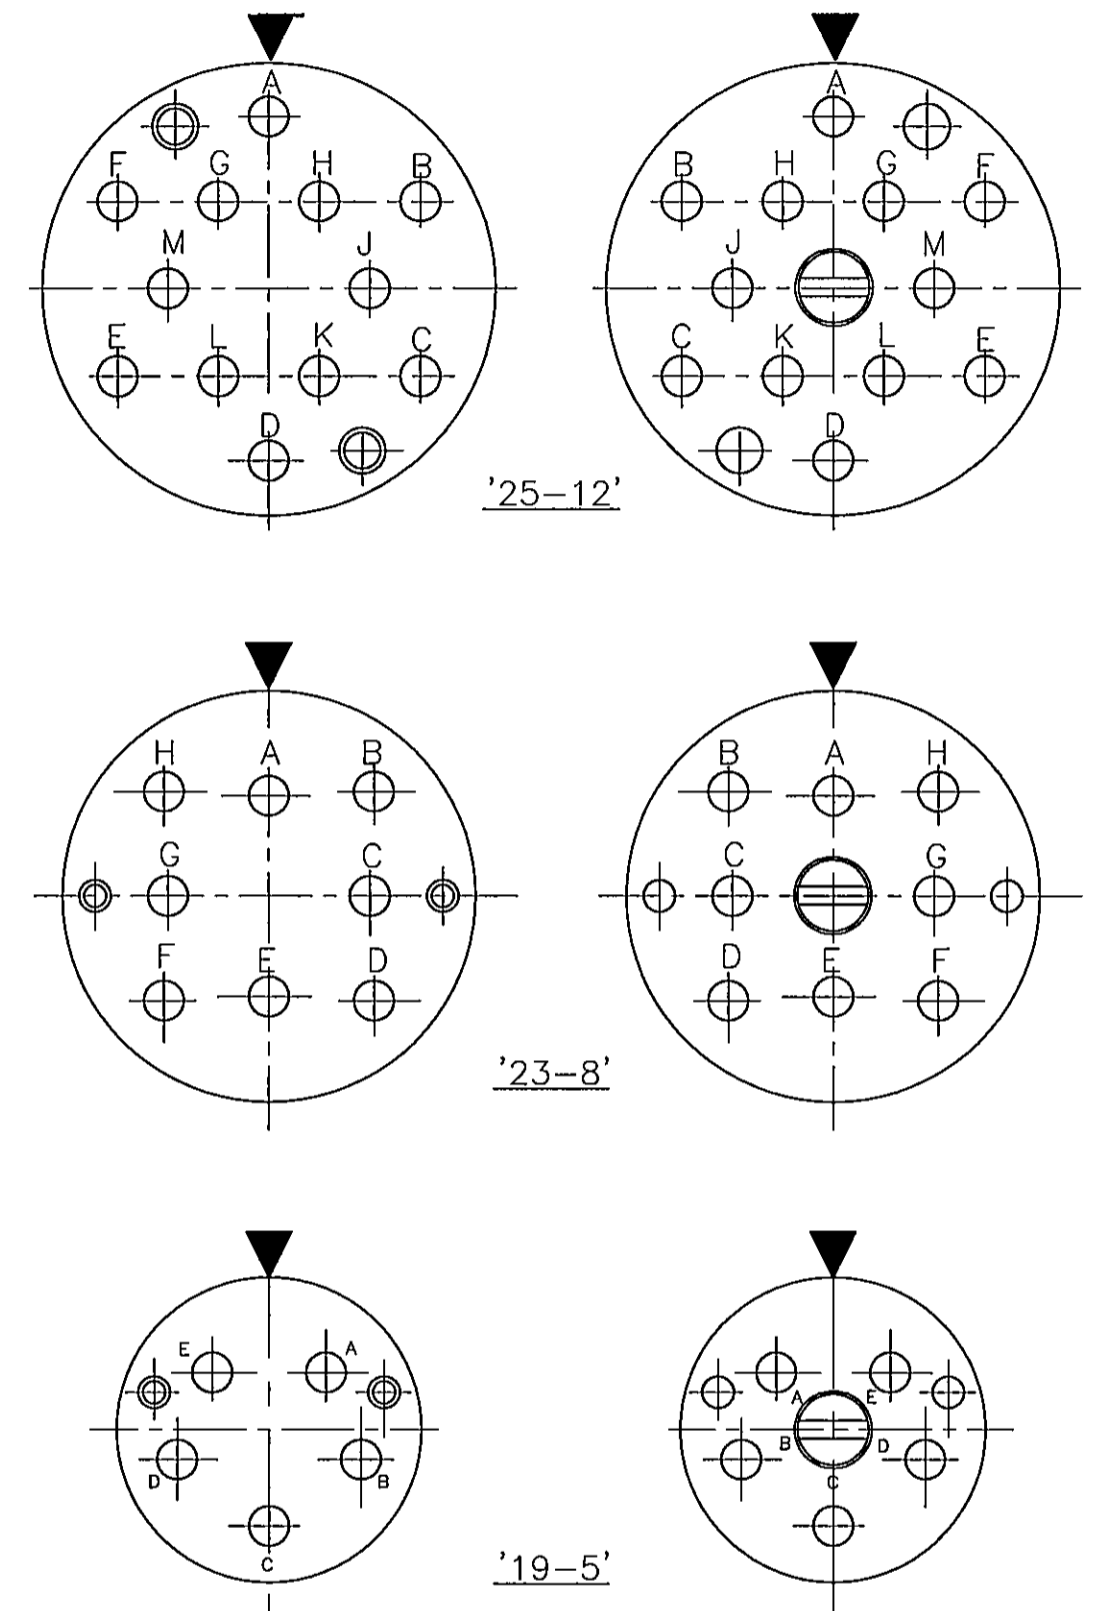 A A
F G H B B H G F
M J J M
E L K C C K L E
D D
'25-12'
H A B B A H
G C C G
F E D D E F
'23-8'
E A A E
D B B D
C C
'19-5'